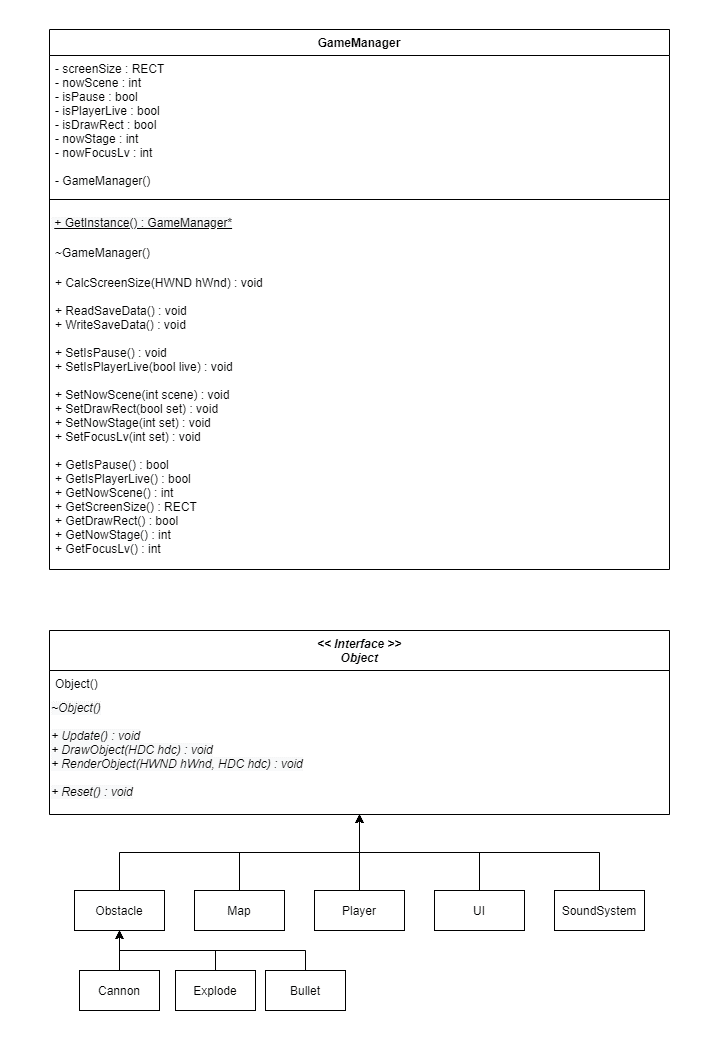 GameManager
- screenSize : RECT
- nowScene : int
- isPause : bool
- isPlayerLive : bool
- isDrawRect : bool
- nowStage : int
- nowFocusLv : int
- GameManager()
+ GetInstance() : GameManager*
~GameManager()
+ CalcScreenSize(HWND hWnd) : void
+ ReadSaveData() : void
+ WriteSaveData() : void
+ SetIsPause() : void
+ SetIsPlayerLive(bool live) : void
+ SetNowScene(int scene) : void
+ SetDrawRect(bool set) : void
+ SetNowStage(int set) : void
+ SetFocusLv(int set) : void
+ GetIsPause() : bool
+ GetIsPlayerLive() : bool
+ GetNowScene() : int
+ GetScreenSize() : RECT
+ GetDrawRect() : bool
+ GetNowStage() : int
+ GetFocusLv() : int
<< Interface >>
Object
Object()
~Object()
+ Update() : void
+ DrawObject(HDC hdc) : void
+ RenderObject(HWND hWnd, HDC hdc) : void
+ Reset() : void
Obstacle
Map
Player
UI
SoundSystem
Cannon
Explode
Bullet